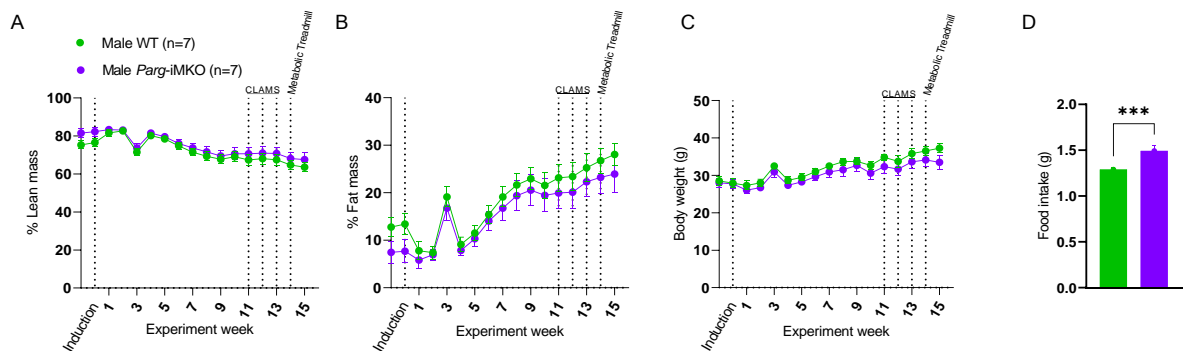 A
B
C
D
Male WT (n=7)
Male Parg-iMKO (n=7)
CLAMS
Metabolic Treadmill
100
80
60
40
20
0
% Lean mass
Induction
1
3
5
7
9
11
13
15
Experiment week
CLAMS
Metabolic Treadmill
40
30
20
10
0
% Fat mass
Induction
1
3
5
7
9
11
13
15
Experiment week
CLAMS
Metabolic Treadmill
50
40
30
20
10
0
Body weight (g)
Induction
1
3
5
7
9
11
13
15
Experiment week
***
2.0
1.5
1.0
0.5
0.0
Food intake (g)